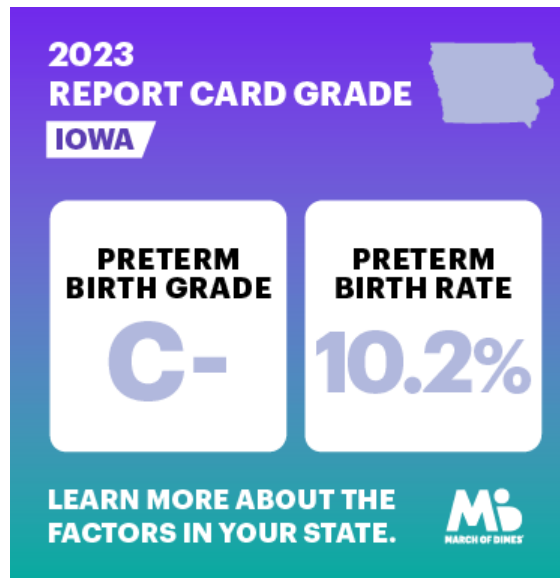 2023
REPORT CARD GRADE
IOWA
PRETERM
BIRTH GRADE
C-
PRETERM
BIRTH RATE
10.2%
LEARN MORE ABOUT THE
FACTORS IN YOUR STATE.
MARCH OF DIMES